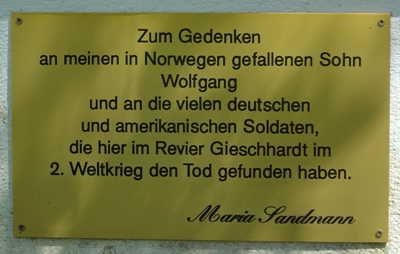 Zum Gedenken
an meinen in Norwegen gefallenen Sohn
Wolfgang
und an die vielen deutschen
und amerikanischen Soldaten,
die hier im Revier Gieschhardt im
2. Weltkrieg den Tod gefunden haben.
Maria Sandmann